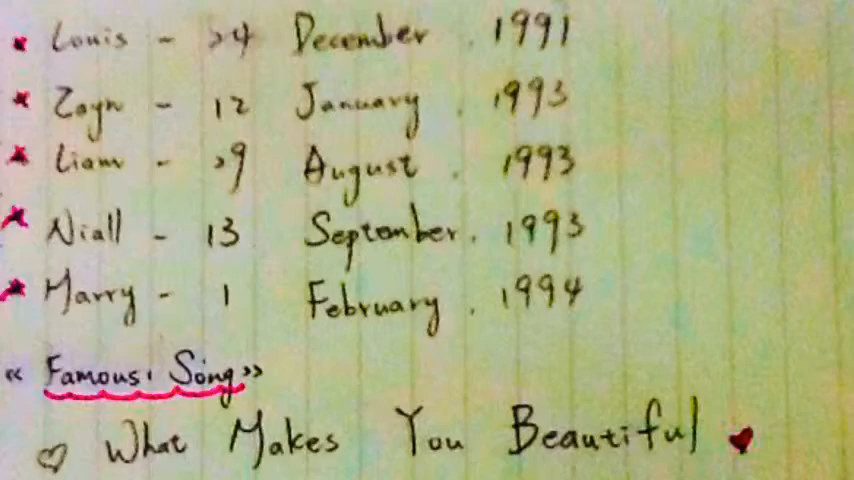 Louis - 24 December. 1991
Zayn - 12 January. 1993
Liam - 29 August. 1993
Niall - 13 September. 1993
Harry - 1 February. 1994
« Famous Song »
What Makes You Beautiful